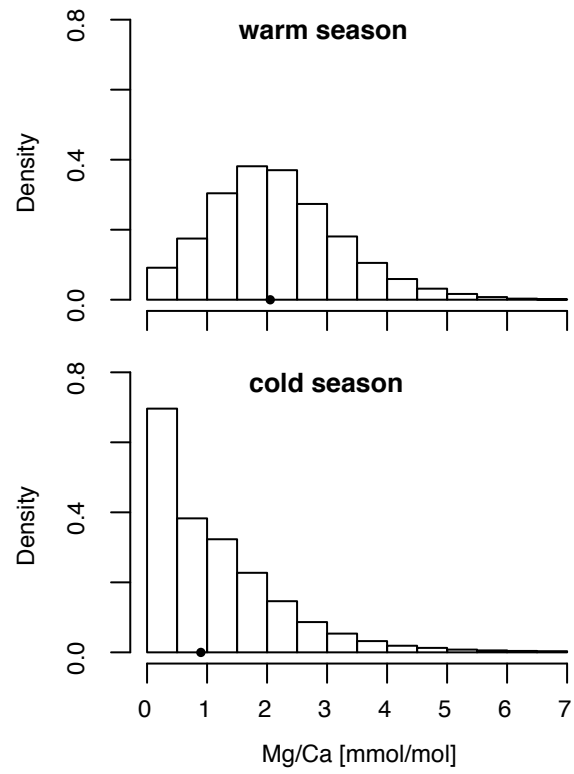 warm season
Density
0.8
0.4
0.0
cold season
Density
0.8
0.4
0.0
0 1 2 3 4 5 6 7
Mg/Ca [mmol/mol]